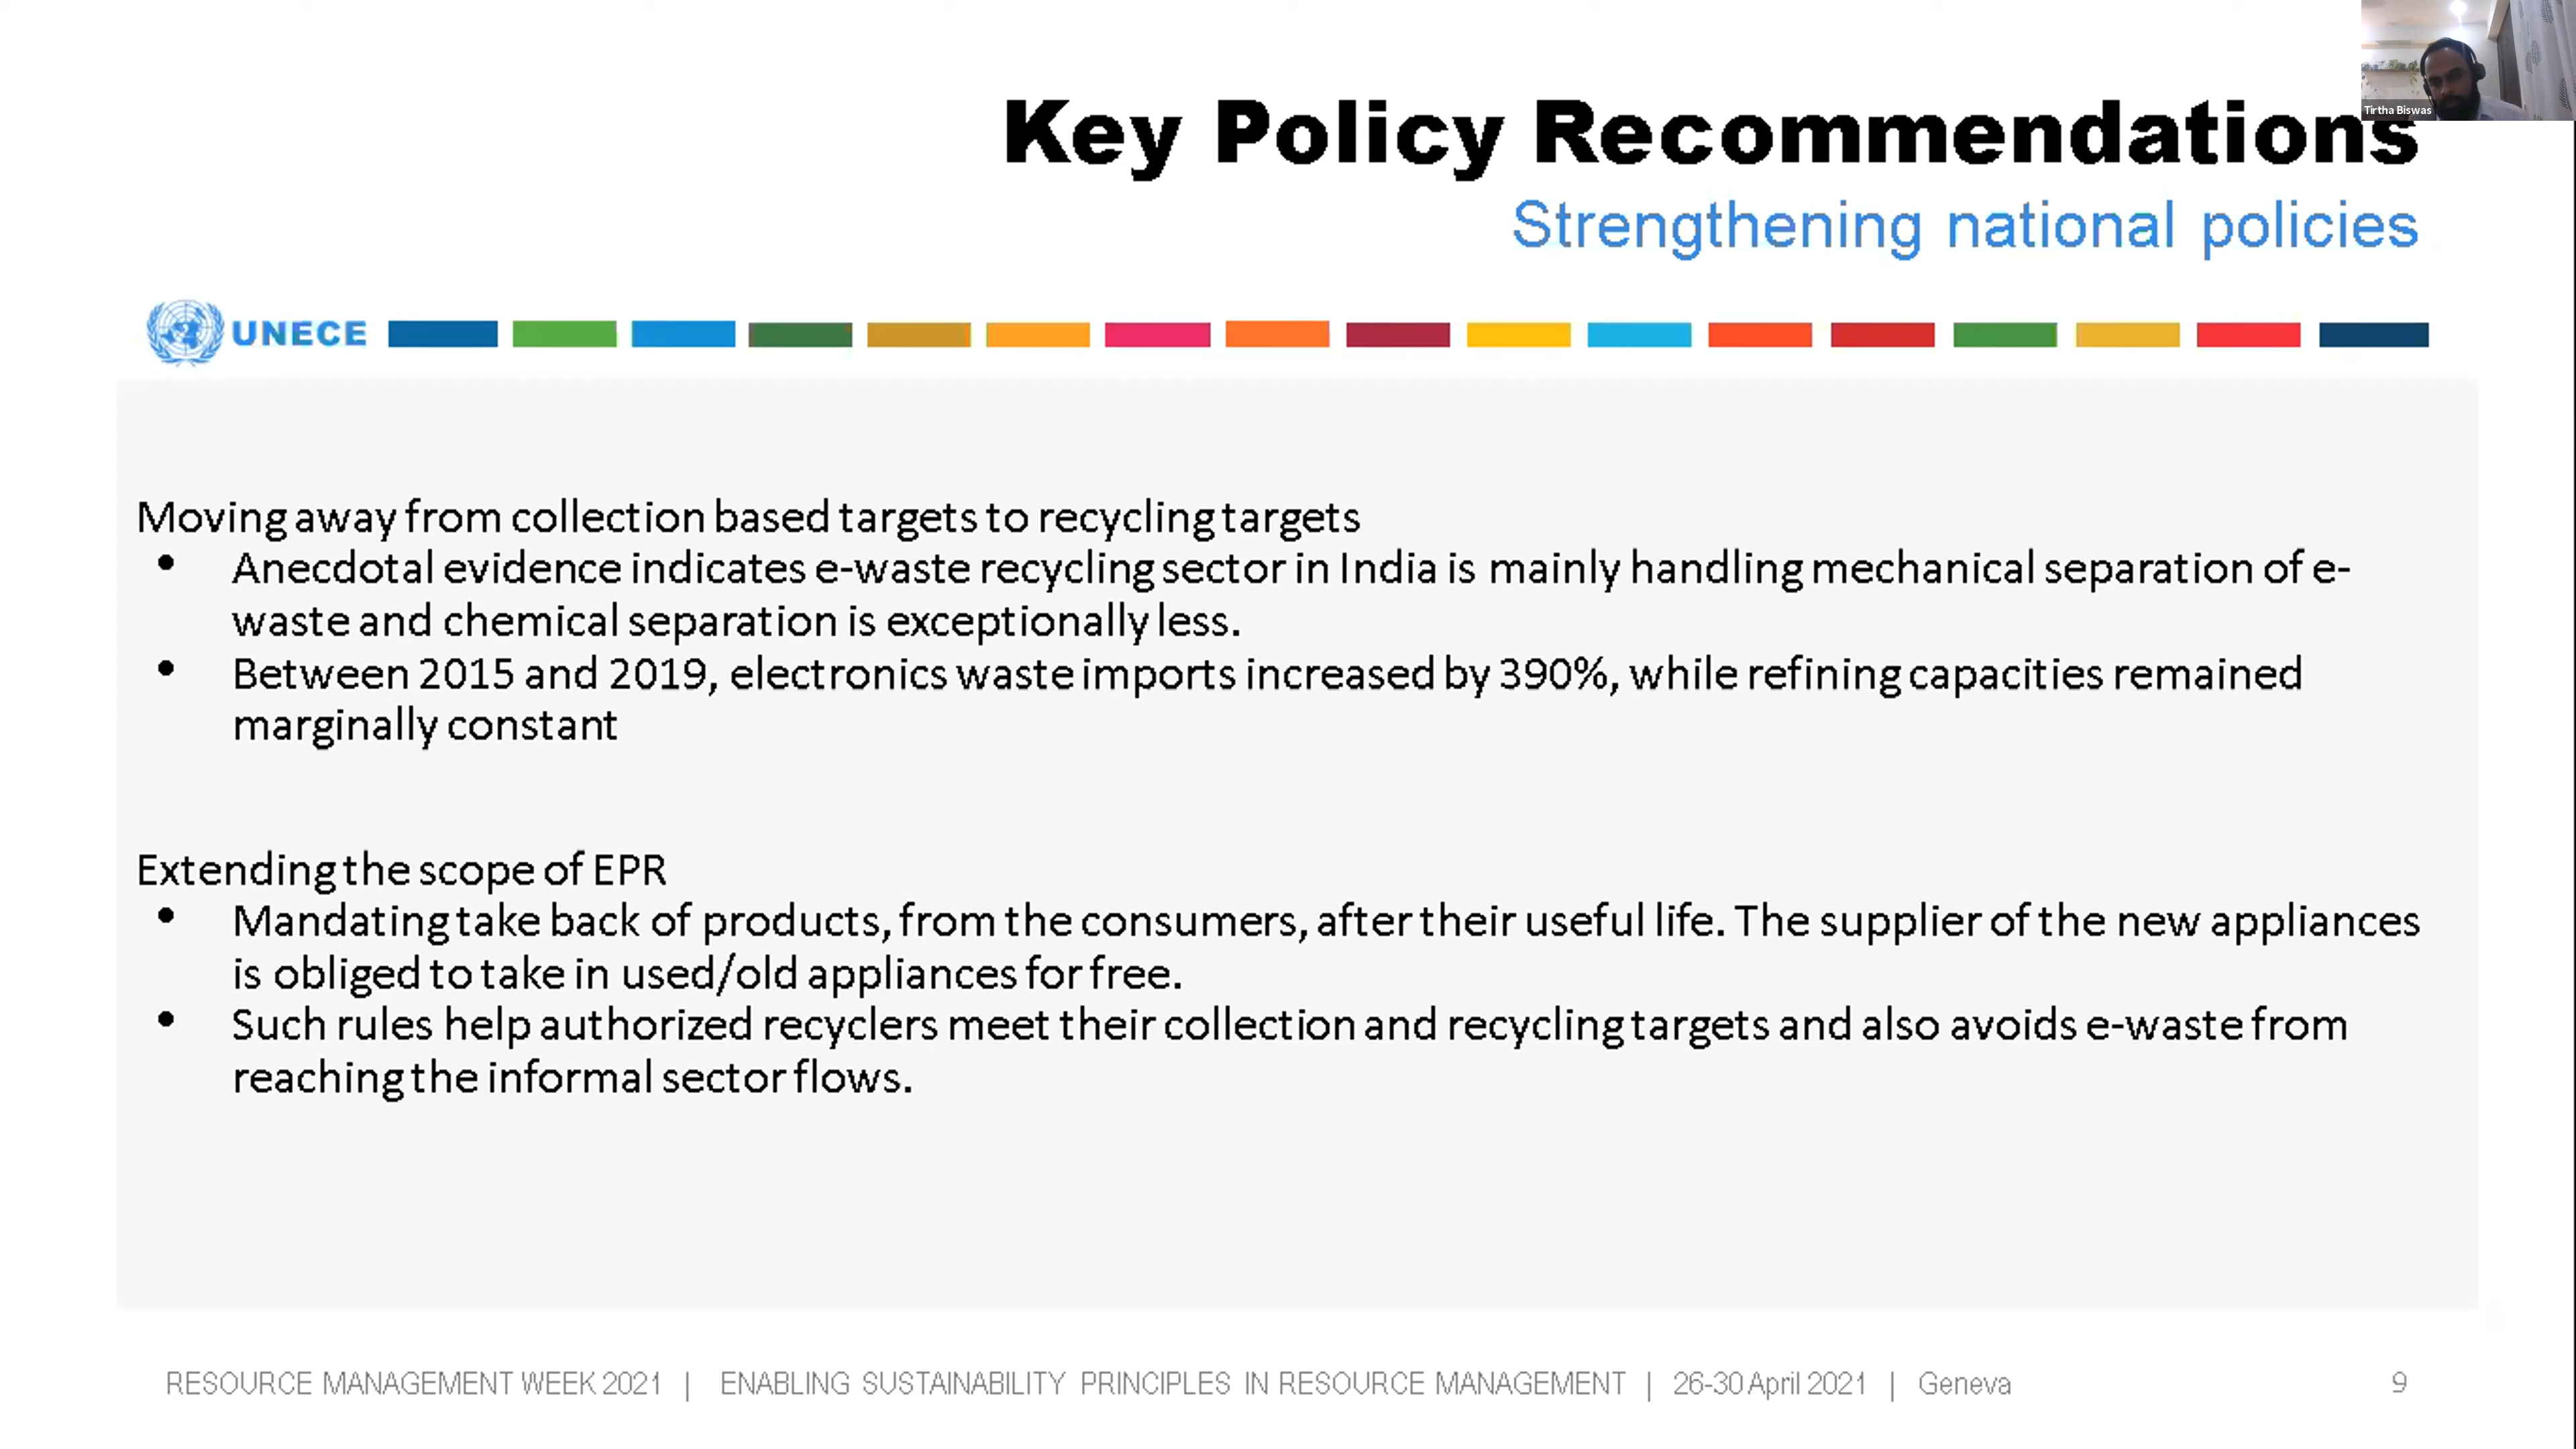 Tirtha Biswas
Key Policy Recommendations
Strengthening national policies
UNECE
Moving away from collection based targets to recycling targets
• Anecdotal evidence indicates e-waste recycling sector in India is mainly handling mechanical separation of e-
waste and chemical separation is exceptionally less.
• Between 2015 and 2019, electronics waste imports increased by 390%, while refining capacities remained
marginally constant
Extending the scope of EPR
• Mandating take back of products, from the consumers, after their useful life. The supplier of the new appliances
is obliged to take in used/old appliances for free.
• Such rules help authorized recyclers meet their collection and recycling targets and also avoids e-waste from
reaching the informal sector flows.
RESOURCE MANAGEMENT WEEK 2021 | ENABLING SUSTAINABILITY PRINCIPLES IN RESOURCE MANAGEMENT | 26-30 April 2021 | Geneva 9